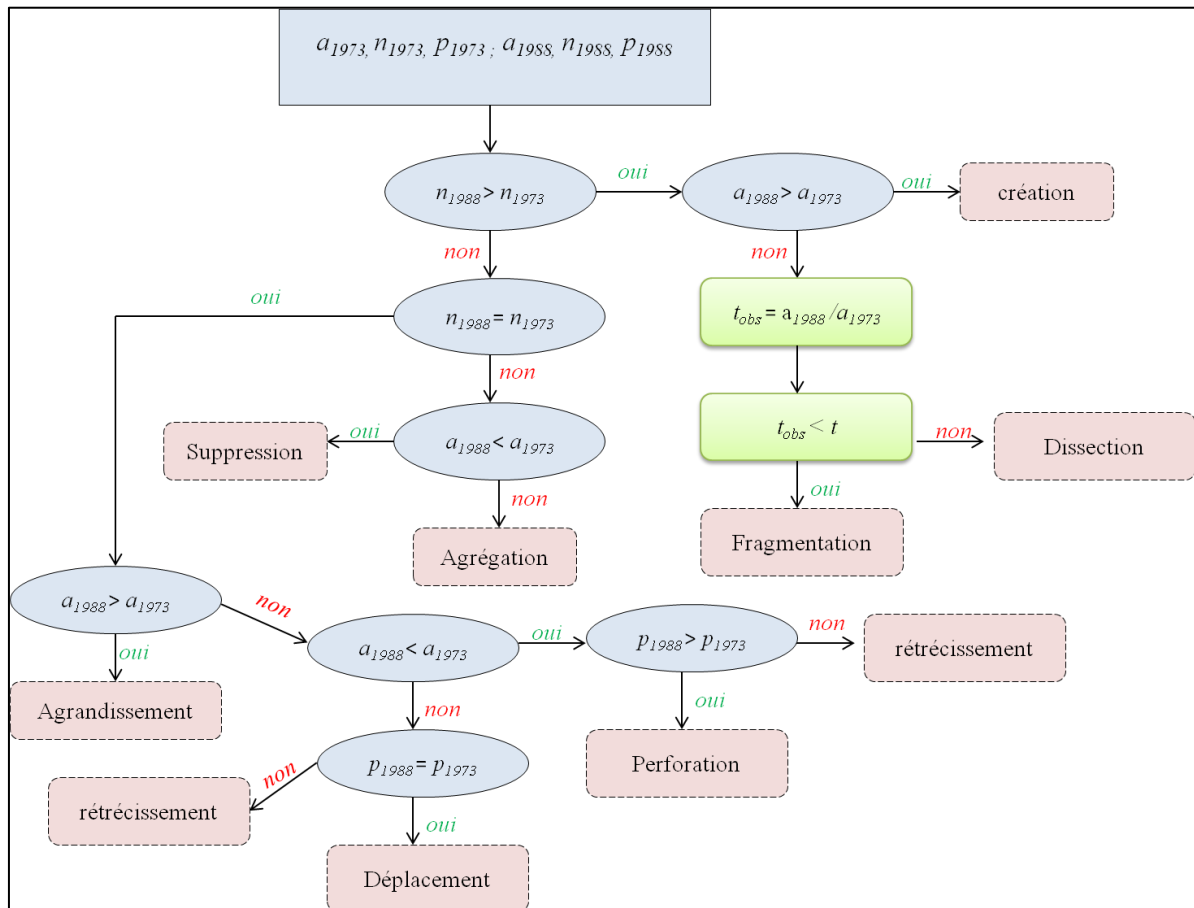 a1973, n1973, p1973 ; a1988, n1988, p1988
n1988 > n1973
oui
a1988 > a1973
oui
création
non
non
oui
n1988 = n1973
tobs = a1988 /a1973
non
Suppression
oui
a1988 < a1973
tobs < t
non
Dissection
non
oui
Agrégation
Fragmentation
a1988 > a1973
non
oui
a1988 < a1973
oui
p1988 > p1973
non
rétrécissement
Agrandissement
non
oui
rétrécissement
non
p1988 = p1973
Perforation
oui
Déplacement